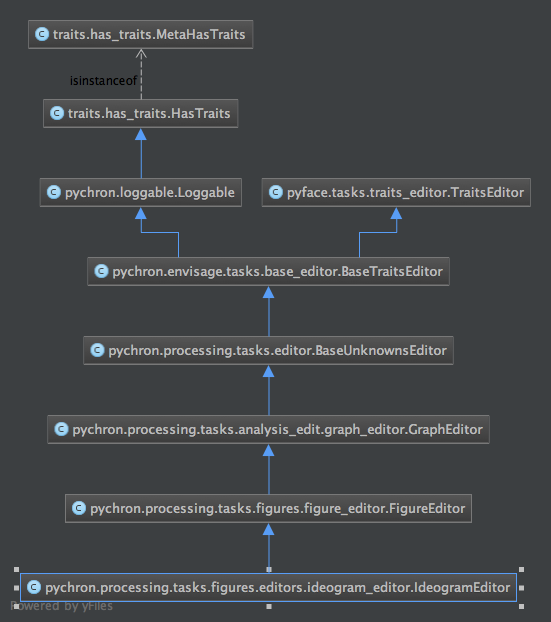 C traits.has_traits.MetaHasTraits
isinstanceof
C traits.has_traits.HasTraits
C pychron.loggable.Loggable
C pyface.tasks.traits_editor.TraitsEditor
C pychron.envisage.tasks.base_editor.BaseTraitsEditor
C pychron.processing.tasks.editor.BaseUnknownsEditor
C pychron.processing.tasks.analysis_edit.graph_editor.GraphEditor
C pychron.processing.tasks.figures.figure_editor.FigureEditor
C pychron.processing.tasks.figures.editors.ideogram_editor.IdeogramEditor
Powered by yFiles